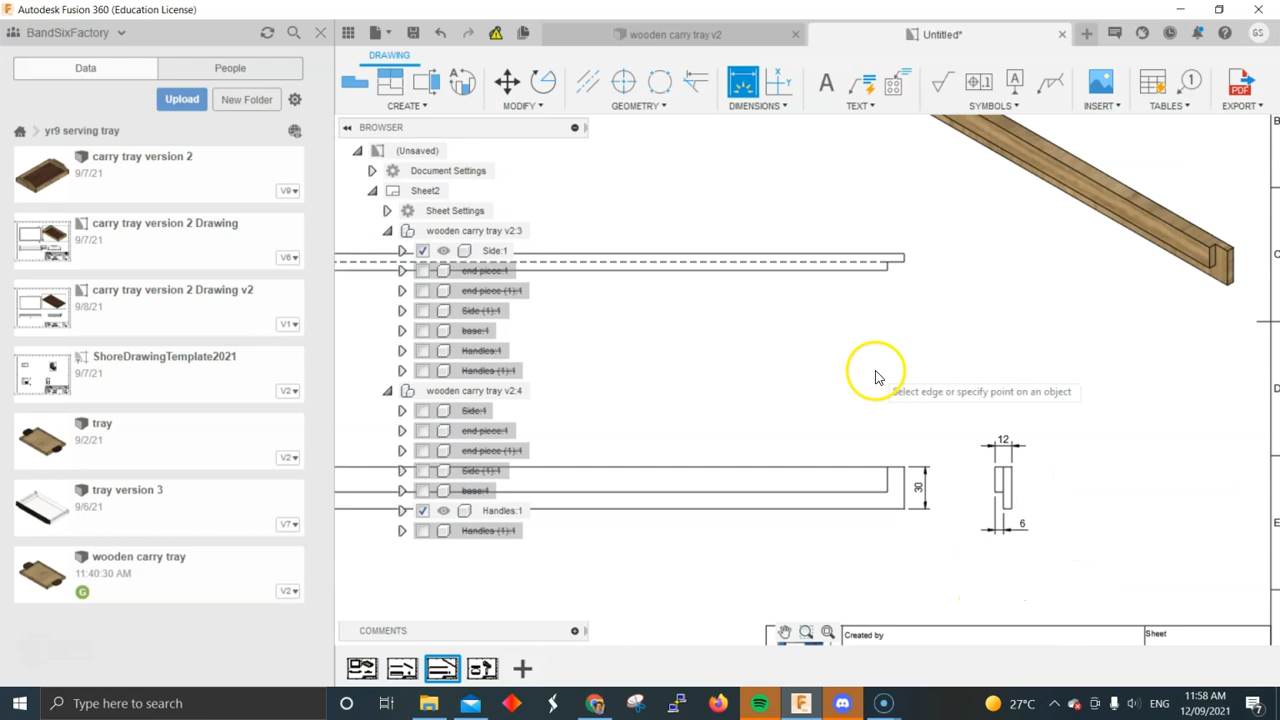 Autodesk Fusion 360 (Education License)
BandSixFactory
wooden carry tray v2
Untitled*
GS
Data
People
Upload
New Folder
yr9 serving tray
carry tray version 2
9/7/21
V9
carry tray version 2 Drawing
9/7/21
V6
carry tray version 2 Drawing v2
9/8/21
V1
ShoreDrawingTemplate2021
9/7/21
V2
tray
9/2/21
V2
tray version 3
9/6/21
V7
wooden carry tray
11:40:30 AM
V2
G
DRAWING
CREATE
MODIFY
GEOMETRY
DIMENSIONS
TEXT
SYMBOLS
INSERT
TABLES
EXPORT
BROWSER
(Unsaved)
Document Settings
Sheet2
Sheet Settings
wooden carry tray v2:3
Side:1
end piece:1
end piece (1):1
Side (1):1
base:1
Handles:1
Handles (1):1
wooden carry tray v2:4
Side:1
end piece:1
end piece (1):1
Side (1):1
base:1
Handles:1
Handles (1):1
COMMENTS
Select edge or specify point on an object
12
30
6
B
C
D
E
Created by
Sheet
Type here to search
27°C
ENG
11:58 AM
12/09/2021